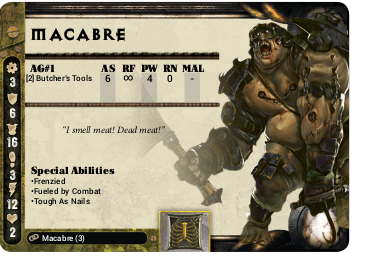 MACABRE
AG#1 AS RF PW RN MAL
[2] Butcher's Tools 6 ∞ 4 0 -
3
6
16
3
12
2
"I smell meat! Dead meat!"
Special Abilities
•Frenzied
•Fueled by Combat
•Tough As Nails
Macabre (3)